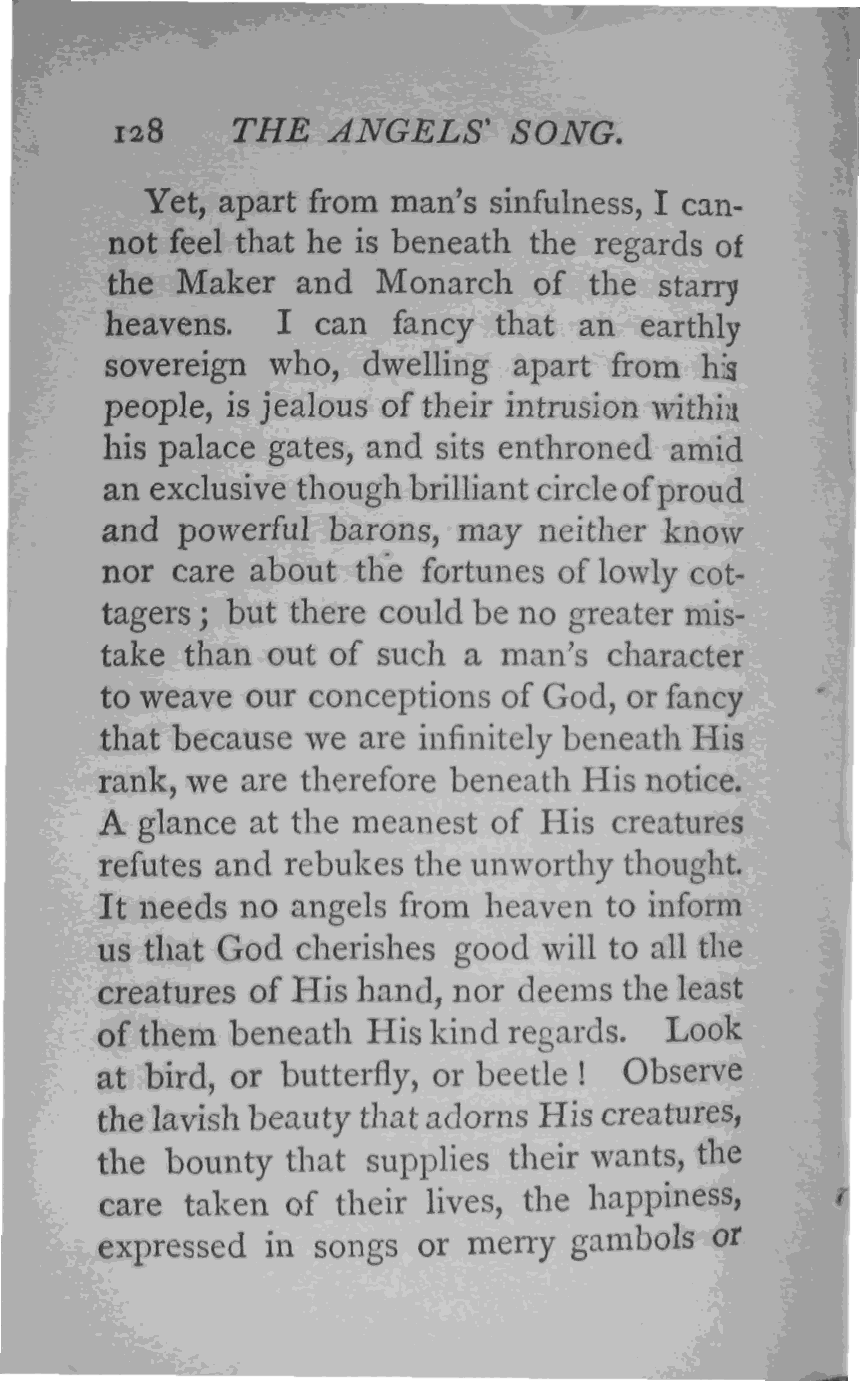 128 THE ANGELS' SONG.
Yet, apart from man's sinfulness, I can-
not feel that he is beneath the regards of
the Maker and Monarch of the starry
heavens. I can fancy that an earthly
sovereign who, dwelling apart from his
people, is jealous of their intrusion within
his palace gates, and sits enthroned amid
an exclusive though brilliant circle of proud
and powerful barons, may neither know
nor care about the fortunes of lowly cot-
tagers ; but there could be no greater mis-
take than out of such a man's character
to weave our conceptions of God, or fancy
that because we are infinitely beneath His
rank, we are therefore beneath His notice.
A glance at the meanest of His creatures
refutes and rebukes the unworthy thought.
It needs no angels from heaven to inform
us that God cherishes good will to all the
creatures of His hand, nor deems the least
of them beneath His kind regards. Look
at bird, or butterfly, or beetle ! Observe
the lavish beauty that adorns His creatures,
the bounty that supplies their wants, the
care taken of their lives, the happiness,
expressed in songs or merry gambols or